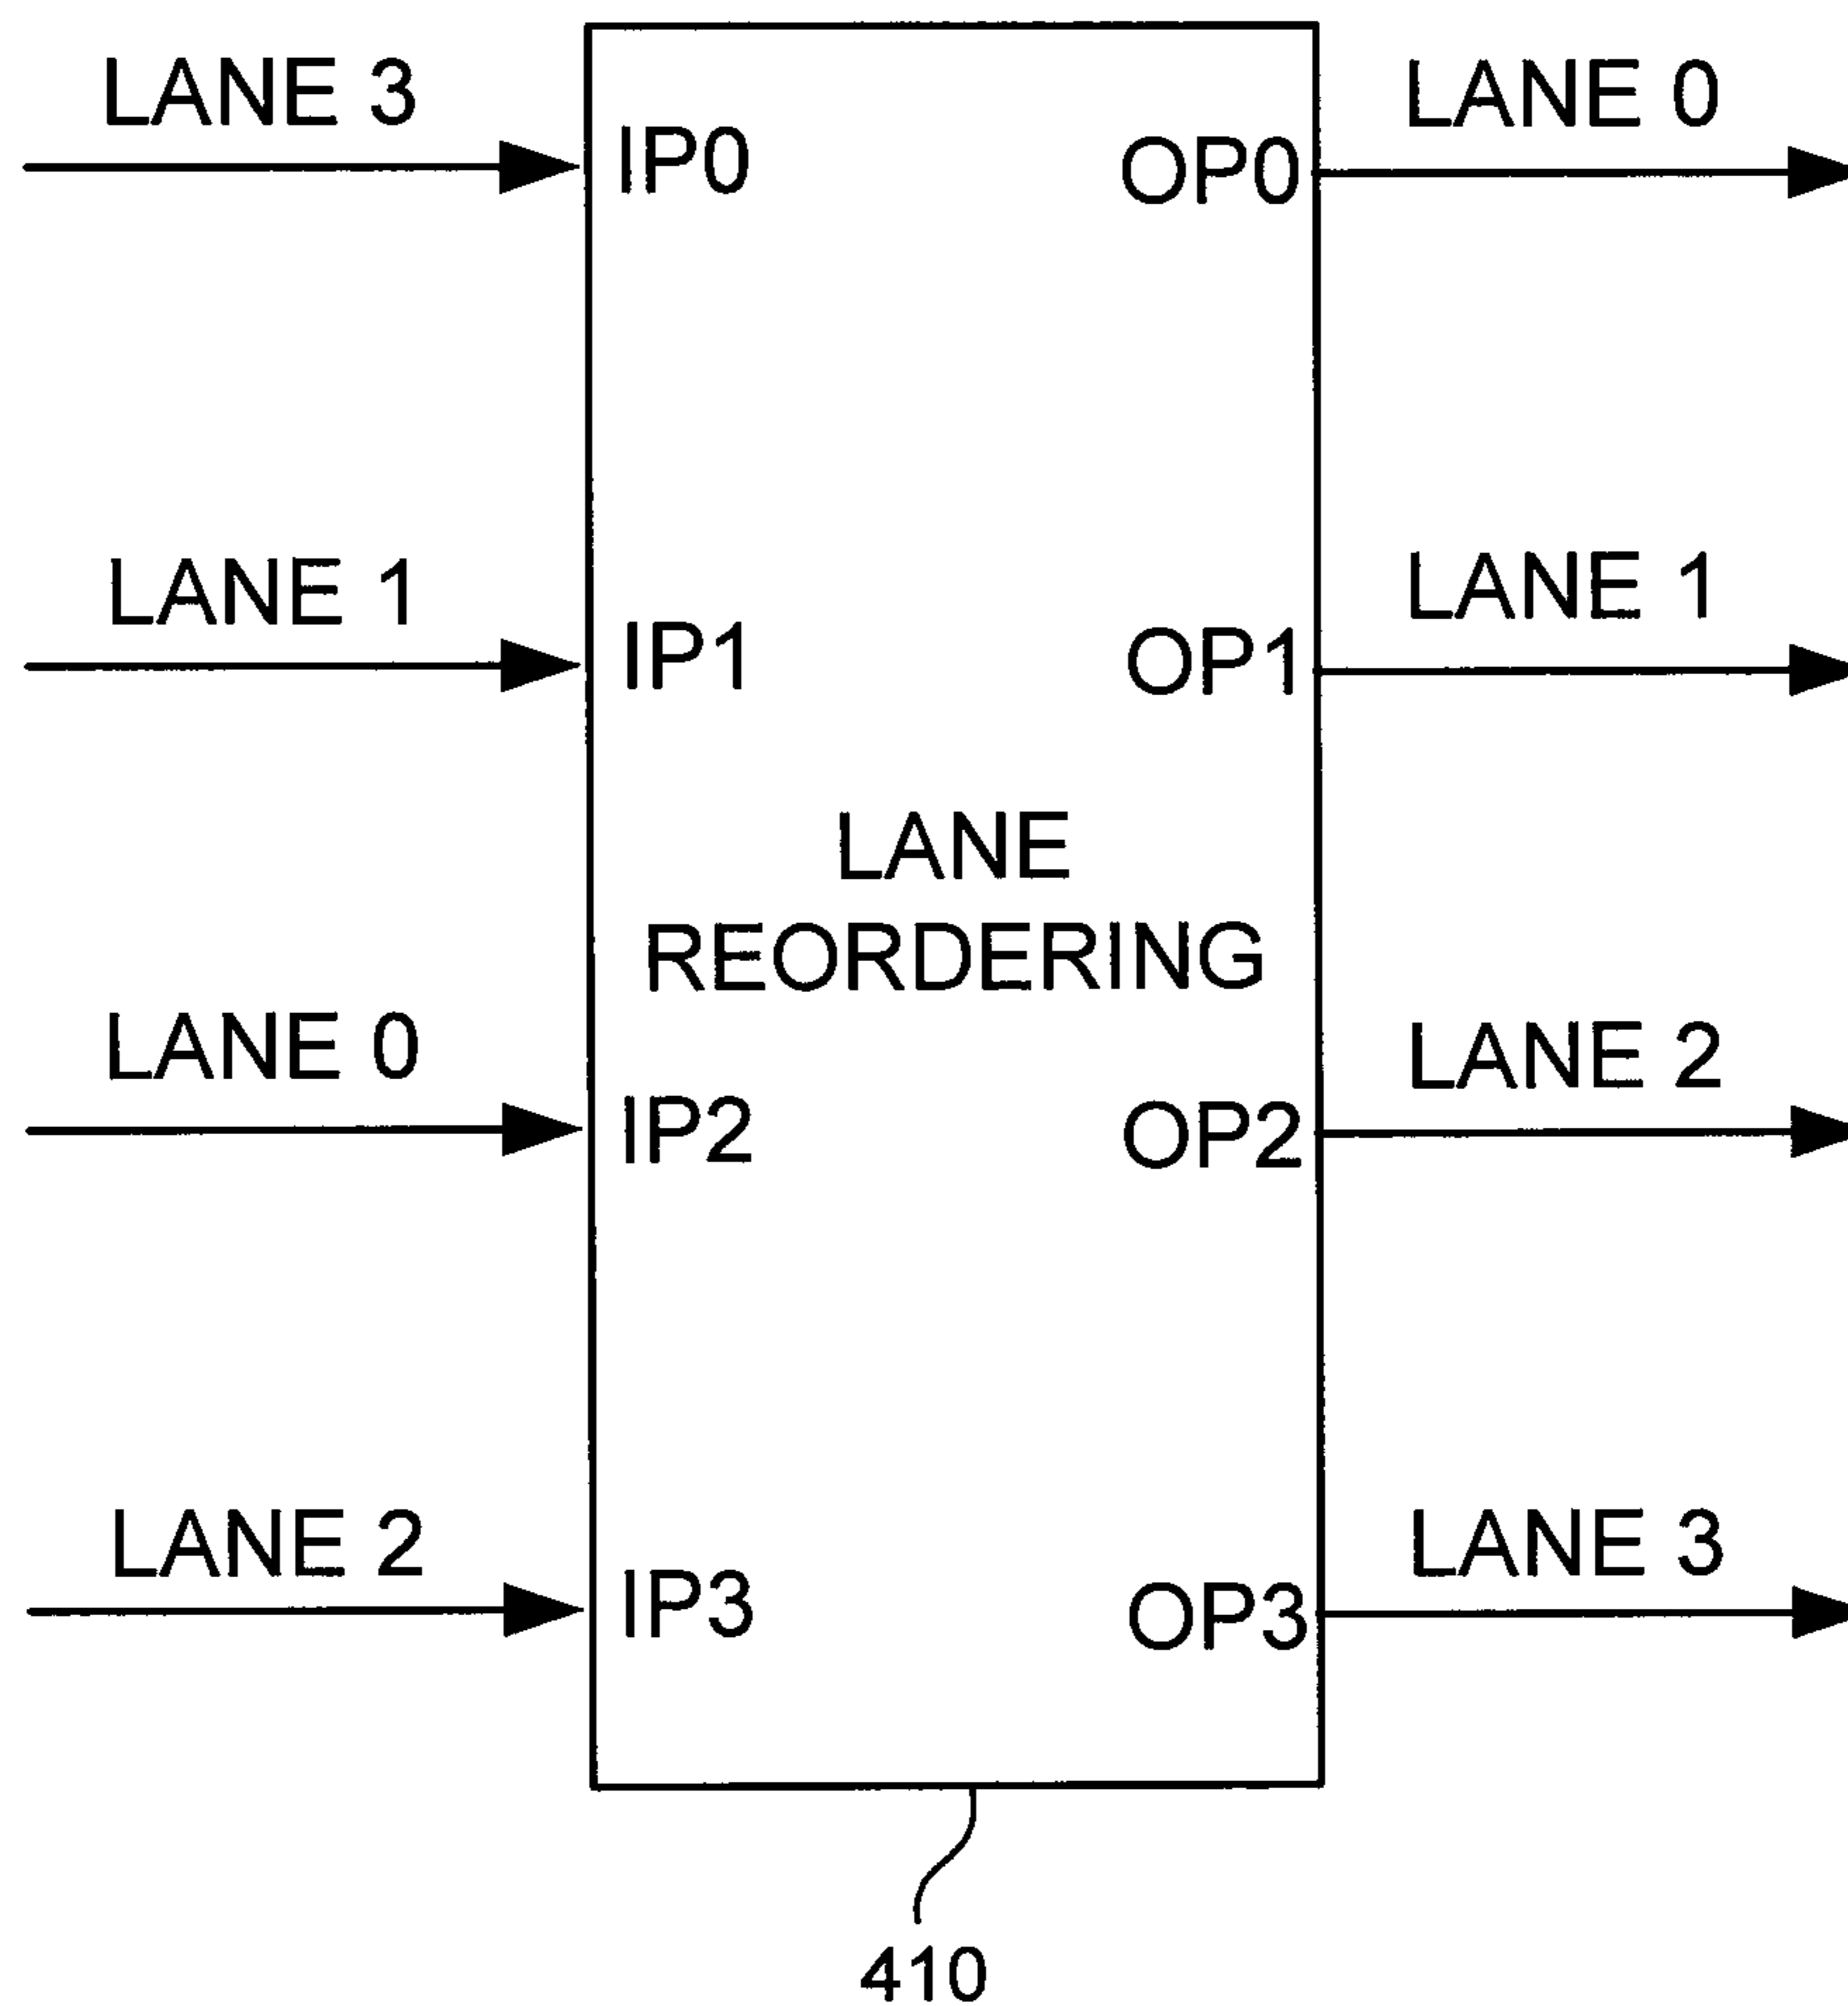 LANE 3
LANE 0
IP0
OP0
LANE 1
LANE 1
IP1
OP1
LANE
REORDERING
LANE 0
LANE 2
IP2
OP2
LANE 2
LANE 3
IP3
OP3
410